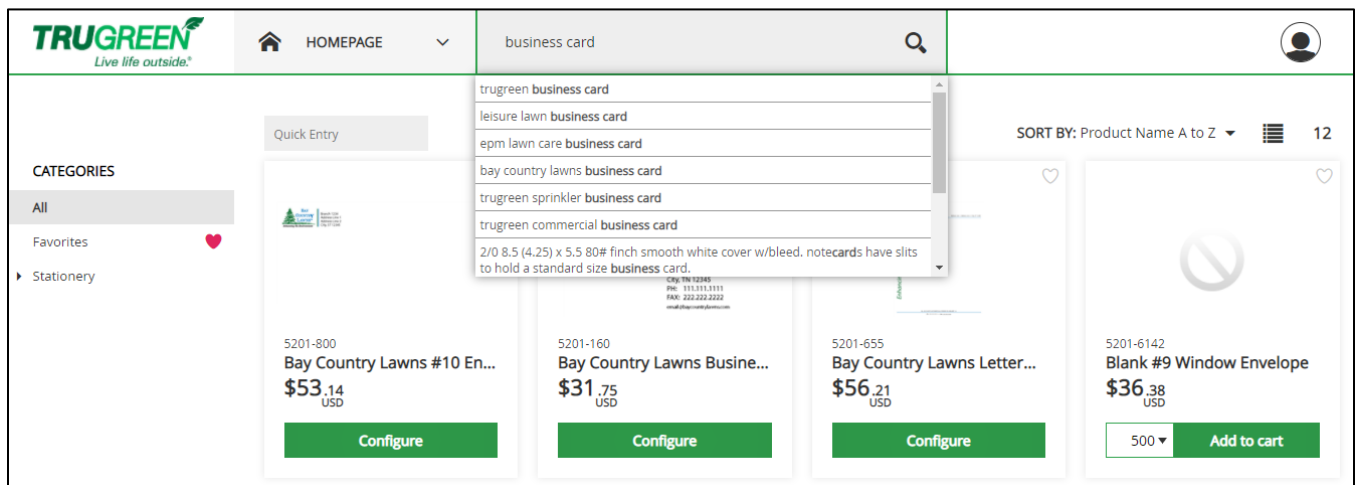 TRUGREEN
Live life outside.®
HOMEPAGE
business card
trugreen business card
leisure lawn business card
epm lawn care business card
bay country lawns business card
trugreen sprinkler business card
trugreen commercial business card
2/0 8.5 (4.25) x 5.5 80# finch smooth white cover w/bleed. notecards have slits
to hold a standard size business card.
Quick Entry
SORT BY: Product Name A to Z
12
CATEGORIES
All
Favorites
Stationery
City, TN 12345
PH: 111.111.1111
FAX: 222.222.2222
email@baycountrylawns.com
5201-800
Bay Country Lawns #10 En...
$53.14
USD
Configure
5201-160
Bay Country Lawns Busine...
$31.75
USD
Configure
5201-655
Bay Country Lawns Letter...
$56.21
USD
Configure
5201-6142
Blank #9 Window Envelope
$36.38
USD
500
Add to cart